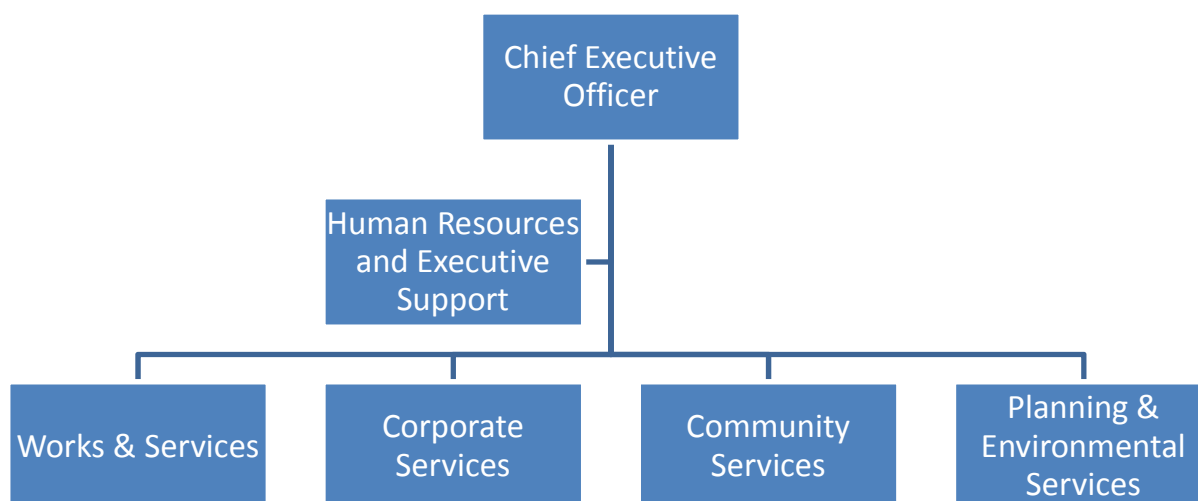 Chief Executive
Officer
Human Resources
and Executive
Support
Works & Services
Corporate
Services
Community
Services
Planning &
Environmental
Services